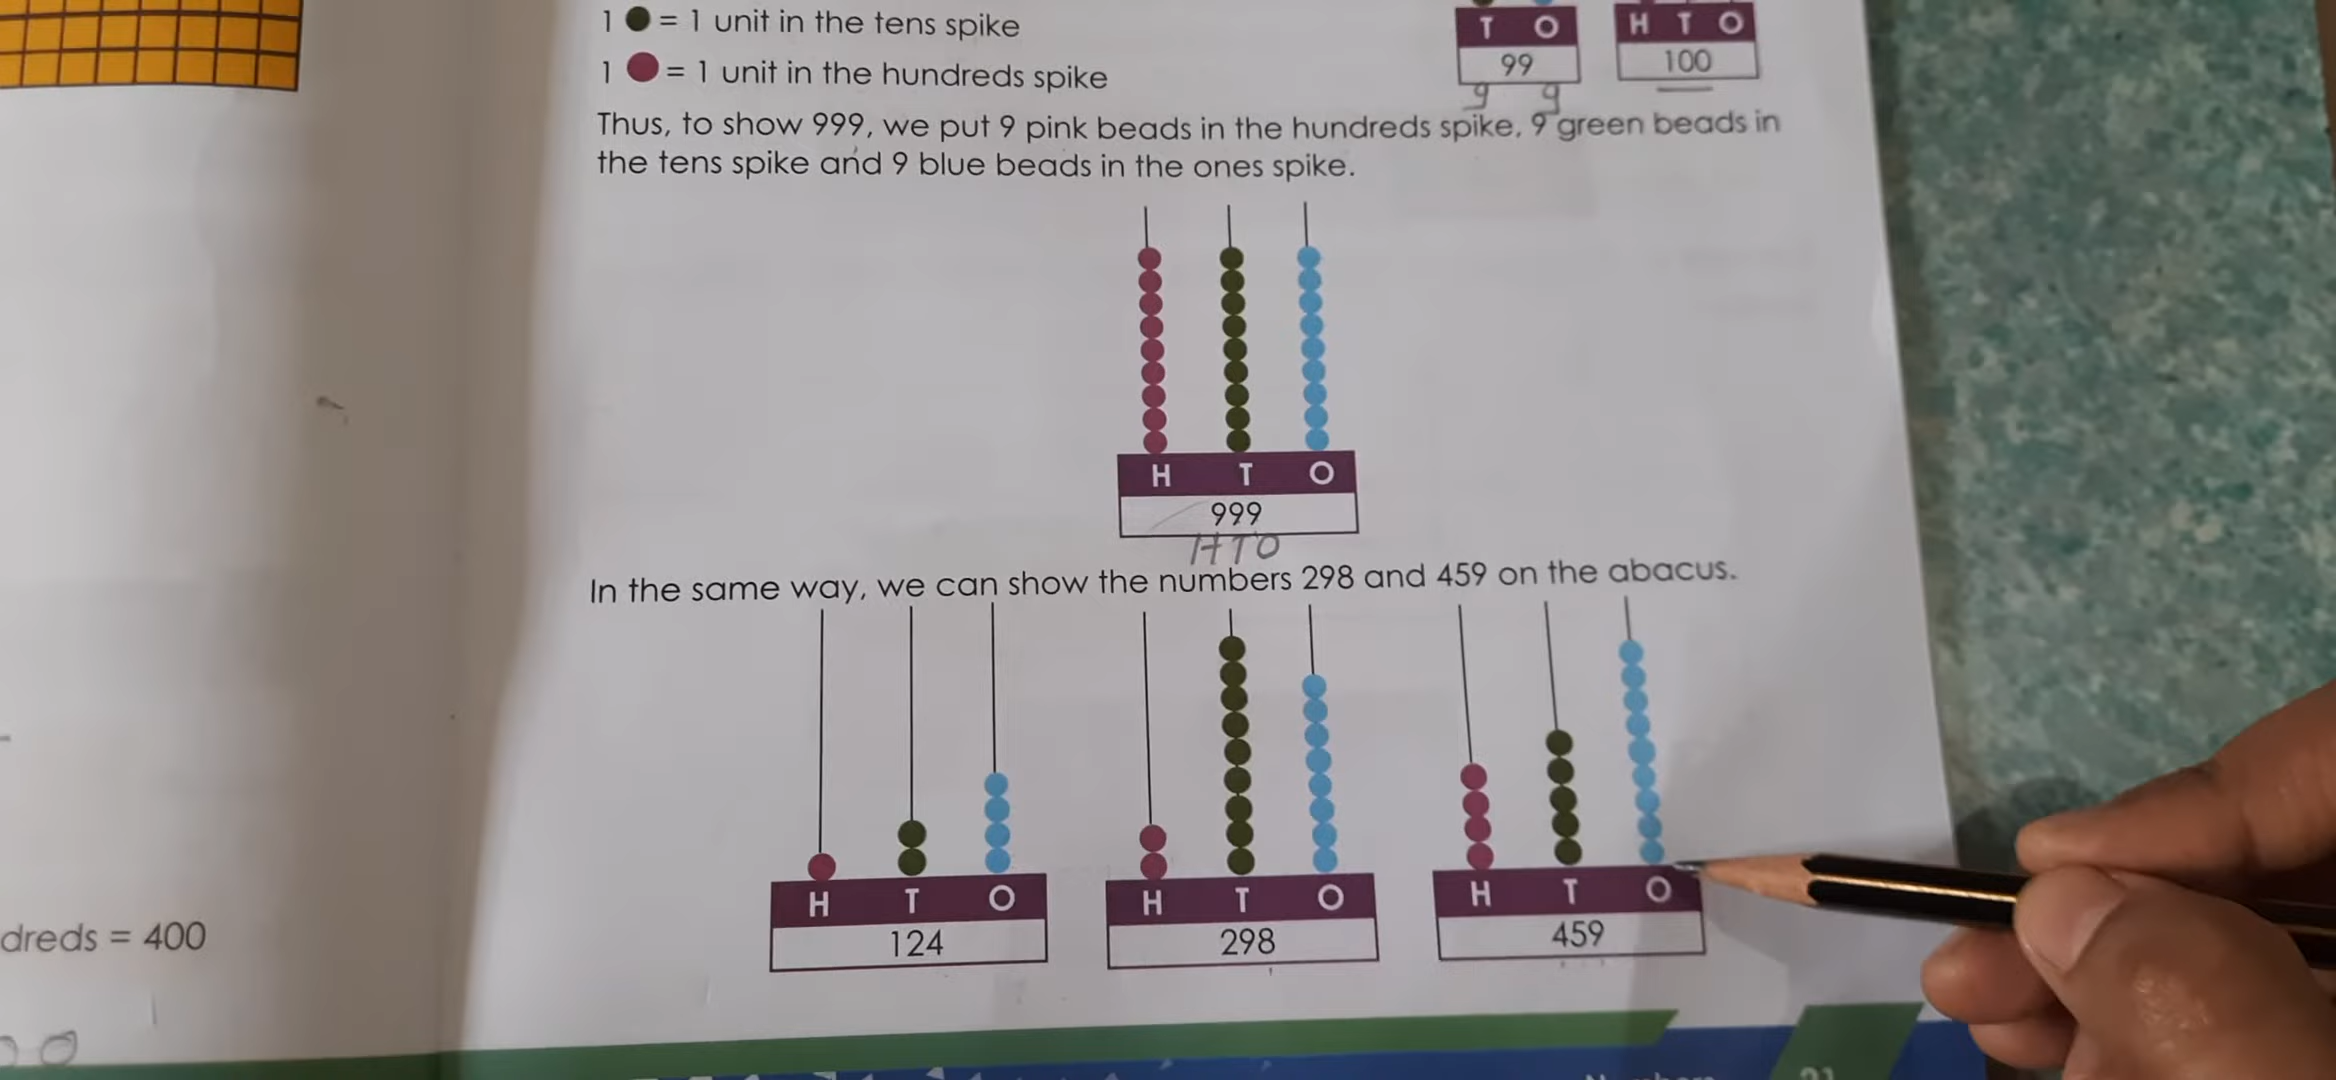 1 = 1 unit in the tens spike
1 = 1 unit in the hundreds spike
T O
99
9 9
H T O
100
Thus, to show 999, we put 9 pink beads in the hundreds spike, 9 green beads in
the tens spike and 9 blue beads in the ones spike.
H T O
999
HTO
In the same way, we can show the numbers 298 and 459 on the abacus.
H T O
124
H T O
298
H T O
459
dreds = 400